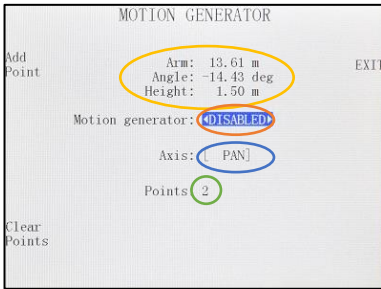 MOTION GENERATOR
Add
Point
EXIT
Arm: 13.61 m
Angle: -14.43 deg
Height: 1.50 m
Motion generator: DISABLED
Axis: [ PAN]
Points 2
Clear
Points